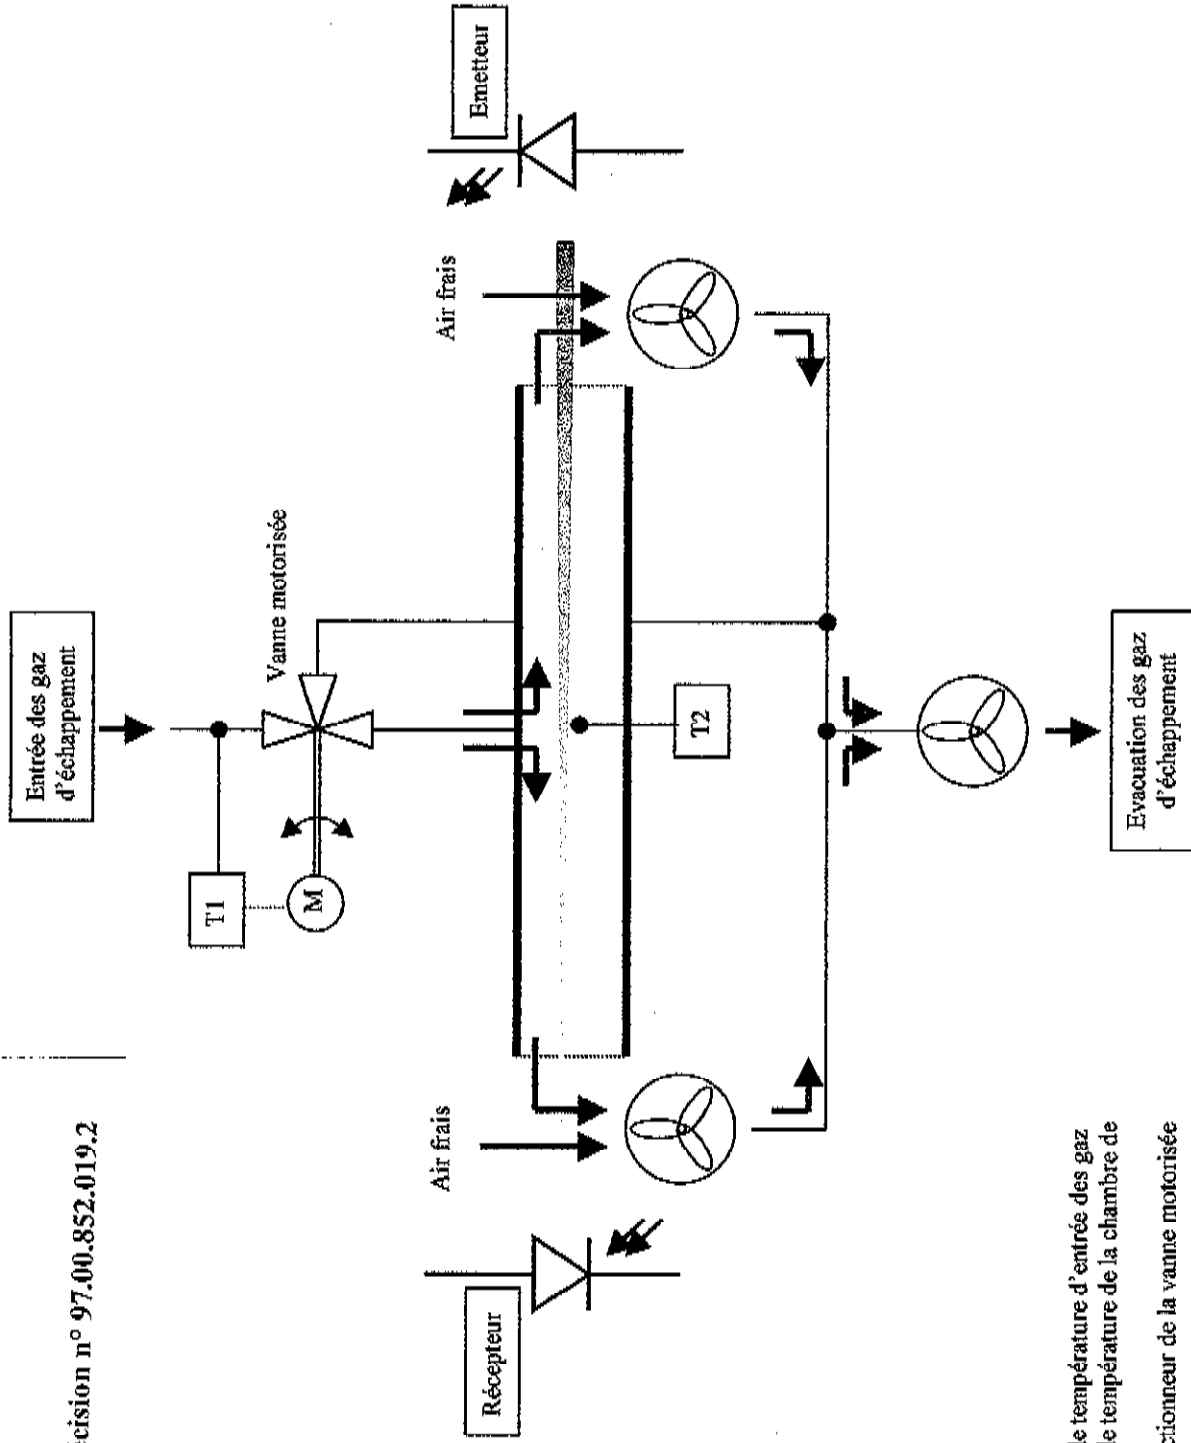 cision n° 97.00.852.019.2
Entrée des gaz
d'échappement
T1
M
Vanne motorisée
Récepteur
Air frais
Air frais
Emetteur
T2
Evacuation des gaz
d'échappement
le température d'entrée des gaz
le température de la chambre de
ctionneur de la vanne motorisée